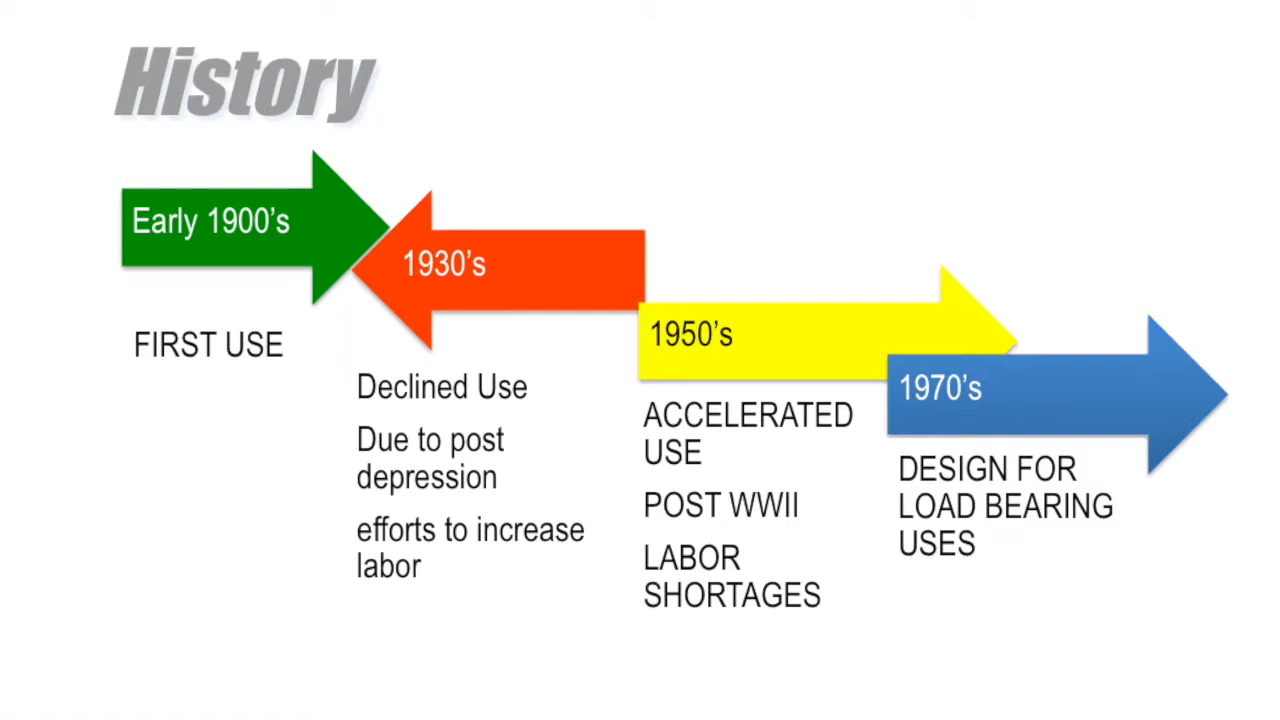 History
Early 1900's
FIRST USE
1930's
Declined Use
Due to post
depression
efforts to increase
labor
1950's
ACCELERATED
USE
POST WWII
LABOR
SHORTAGES
1970's
DESIGN FOR
LOAD BEARING
USES